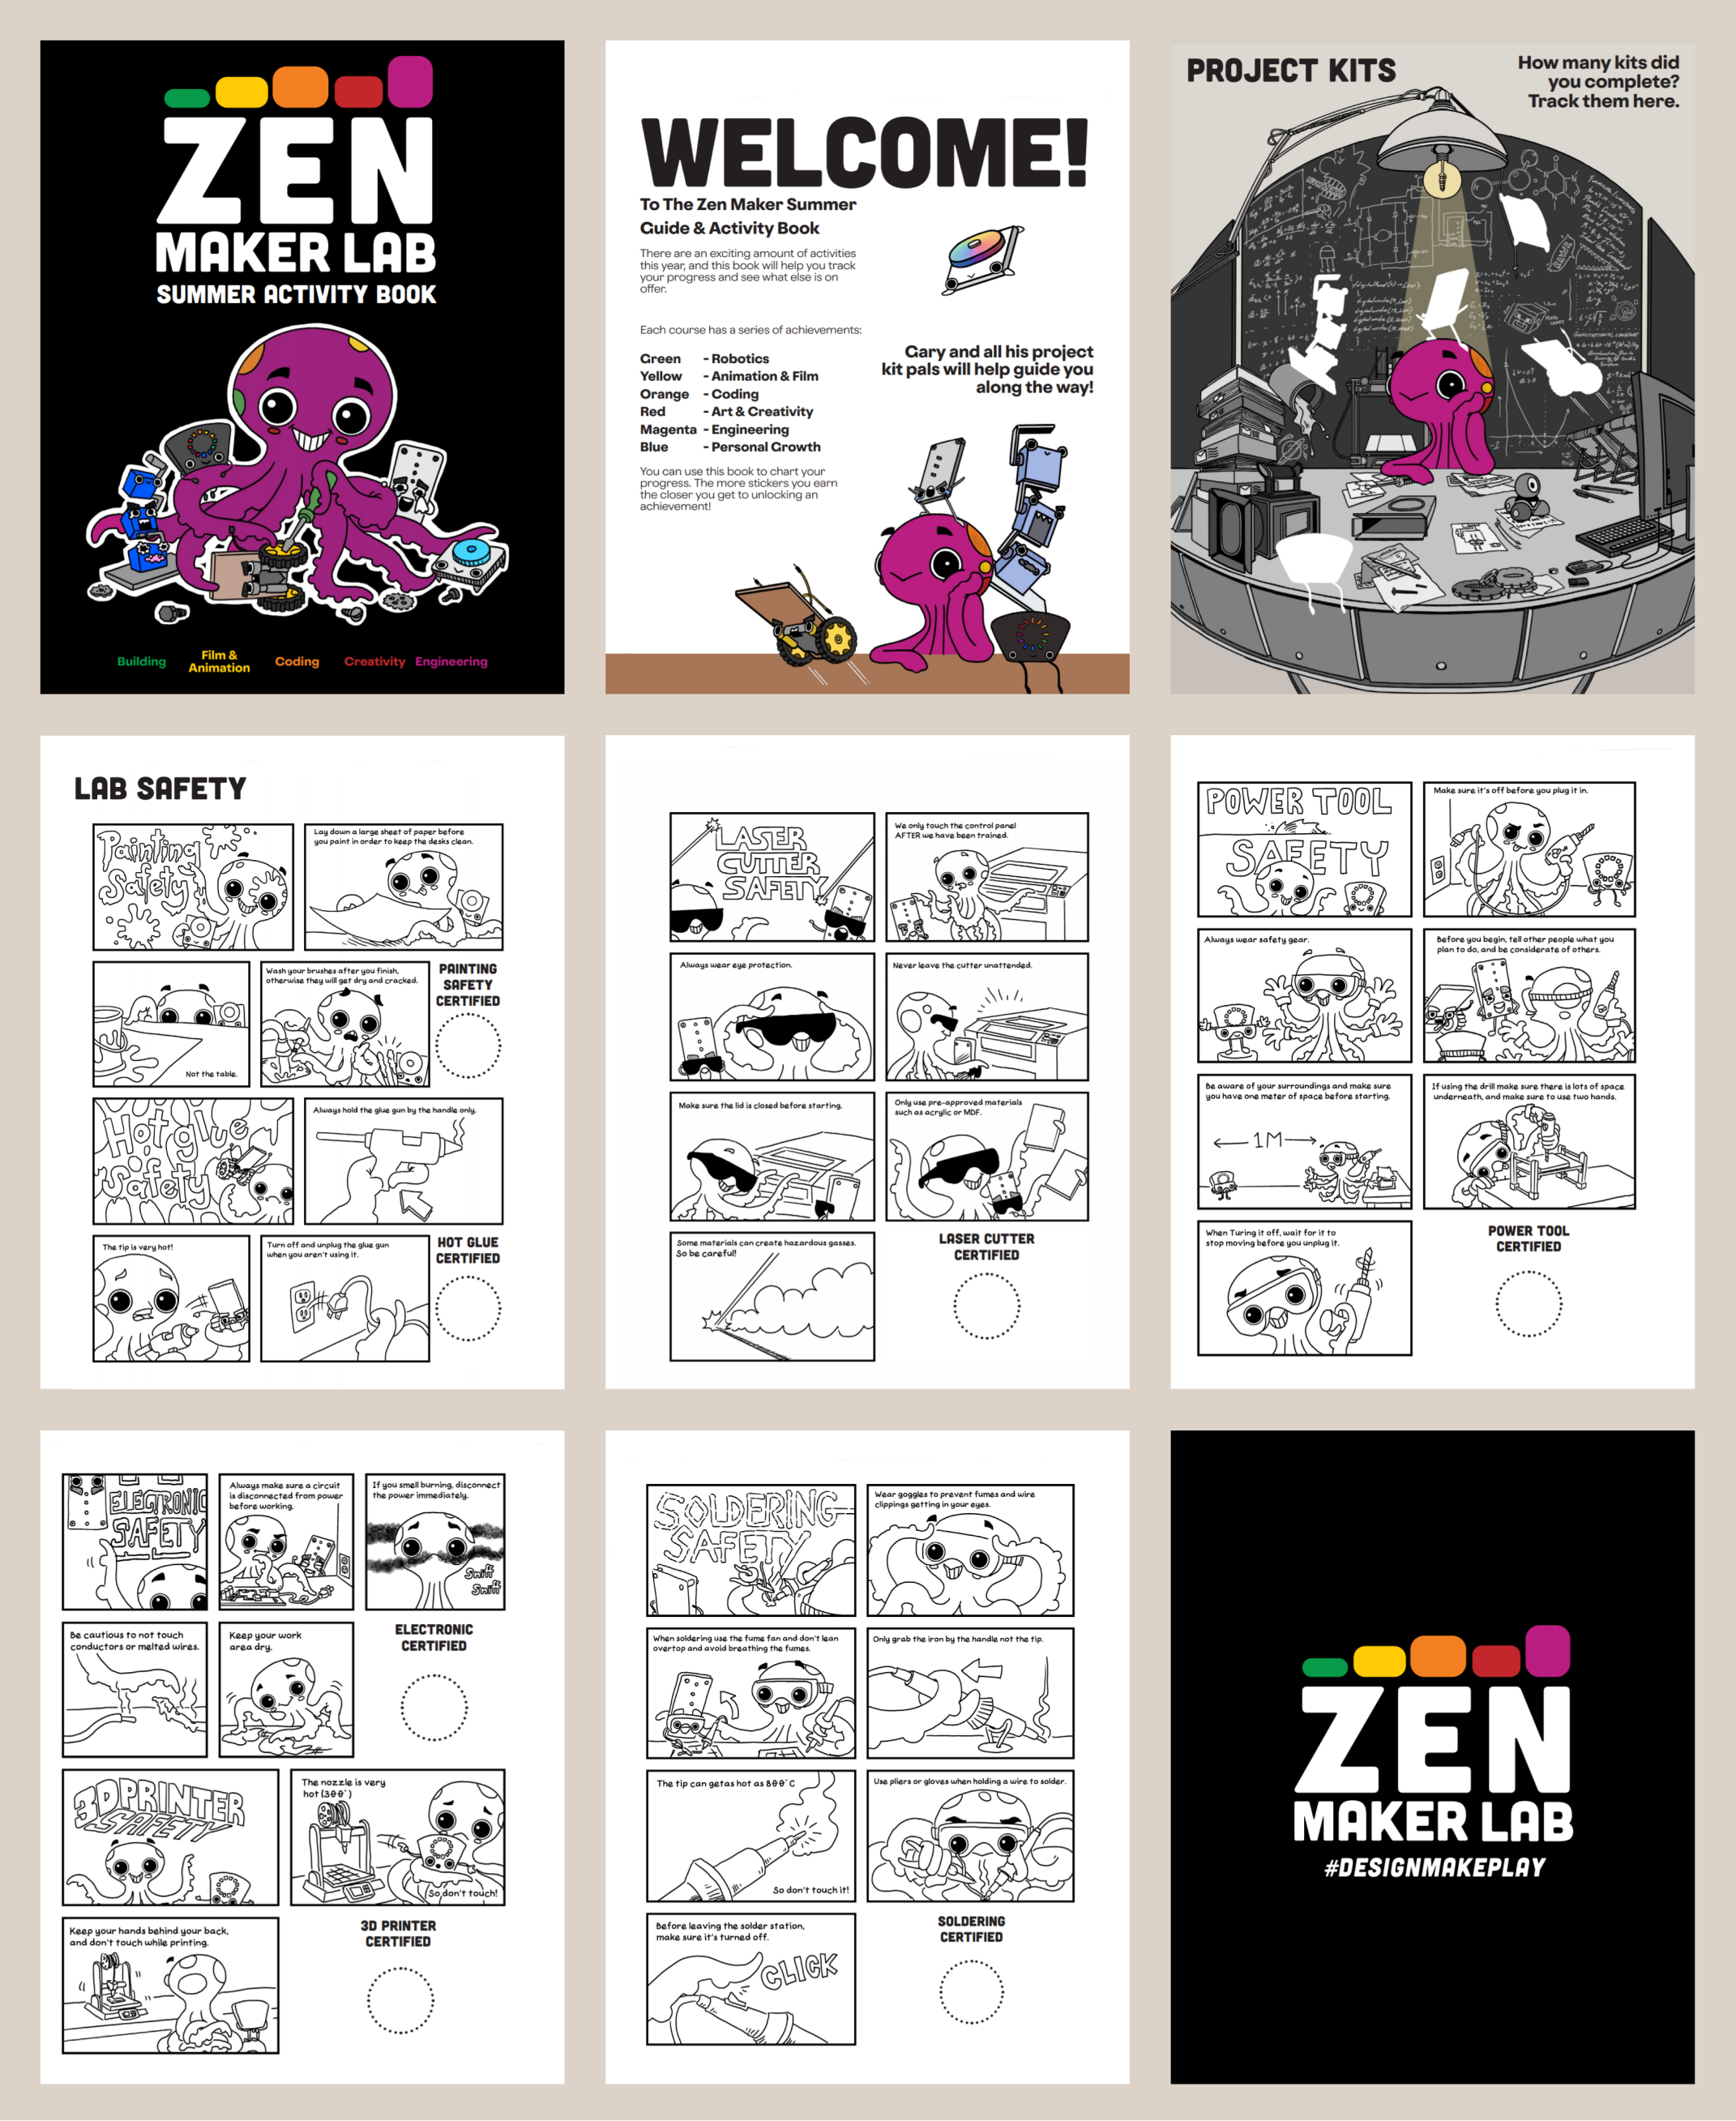 ZEN
MAKER LAB
SUMMER ACTIVITY BOOK
Building
Film &
Animation
Coding
Creativity
Engineering
WELCOME!
To The Zen Maker Summer
Guide & Activity Book
There are an exciting amount of activities
this year, and this book will help you track
your progress and see what else is on
offer.
Each course has a series of achievements:
Green - Robotics
Yellow - Animation & Film
Orange - Coding
Red - Art & Creativity
Magenta - Engineering
Blue - Personal Growth
You can use this book to chart your
progress. The more stickers you earn
the closer you get to unlocking an
achievement!
Gary and all his project
kit pals will help guide you
along the way!
PROJECT KITS
How many kits did
you complete?
Track them here.
LAB SAFETY
Painting
Safety
Lay down a large sheet of paper before
you paint in order to keep the desks clean.
Not the table.
Wash your brushes after you finish,
otherwise they will get dry and cracked.
PAINTING
SAFETY
CERTIFIED
Hot glue
Safety
Always hold the glue gun by the handle only.
The tip is very hot!
Turn off and unplug the glue gun
when you aren't using it.
HOT GLUE
CERTIFIED
LASER
CUTTER
SAFETY
We only touch the control panel
AFTER we have been trained.
Always wear eye protection.
Never leave the cutter unattended.
Make sure the lid is closed before starting.
Only use pre-approved materials
such as acrylic or MDF.
Some materials can create hazardous gasses.
So be careful!
LASER CUTTER
CERTIFIED
POWER TOOL
SAFETY
Make sure it's off before you plug it in.
Always wear safety gear.
Before you begin, tell other people what you
plan to do, and be considerate of others.
Be aware of your surroundings and make sure
you have one meter of space before starting.
1M
If using the drill make sure there is lots of space
underneath, and make sure to use two hands.
When Turing it off, wait for it to
stop moving before you unplug it.
POWER TOOL
CERTIFIED
ELECTRONIC
SAFETY
Always make sure a circuit
is disconnected from power
before working.
If you smell burning, disconnect
the power immediately.
Sniff
Sniff
Be cautious to not touch
conductors or melted wires.
Keep your work
area dry.
ELECTRONIC
CERTIFIED
3D PRINTER
SAFETY
The nozzle is very
hot (300°)
So don't touch!
Keep your hands behind your back,
and don't touch while printing.
3D PRINTER
CERTIFIED
SOLDERING
SAFETY
Wear goggles to prevent fumes and wire
clippings getting in your eyes.
When soldering use the fume fan and don't lean
overtop and avoid breathing the fumes.
Only grab the iron by the handle not the tip.
The tip can getas hot as 800°C
So don't touch it!
Use pliers or gloves when holding a wire to solder.
Before leaving the solder station,
make sure it's turned off.
CLICK
SOLDERING
CERTIFIED
ZEN
MAKER LAB
#DESIGNMAKEPLAY